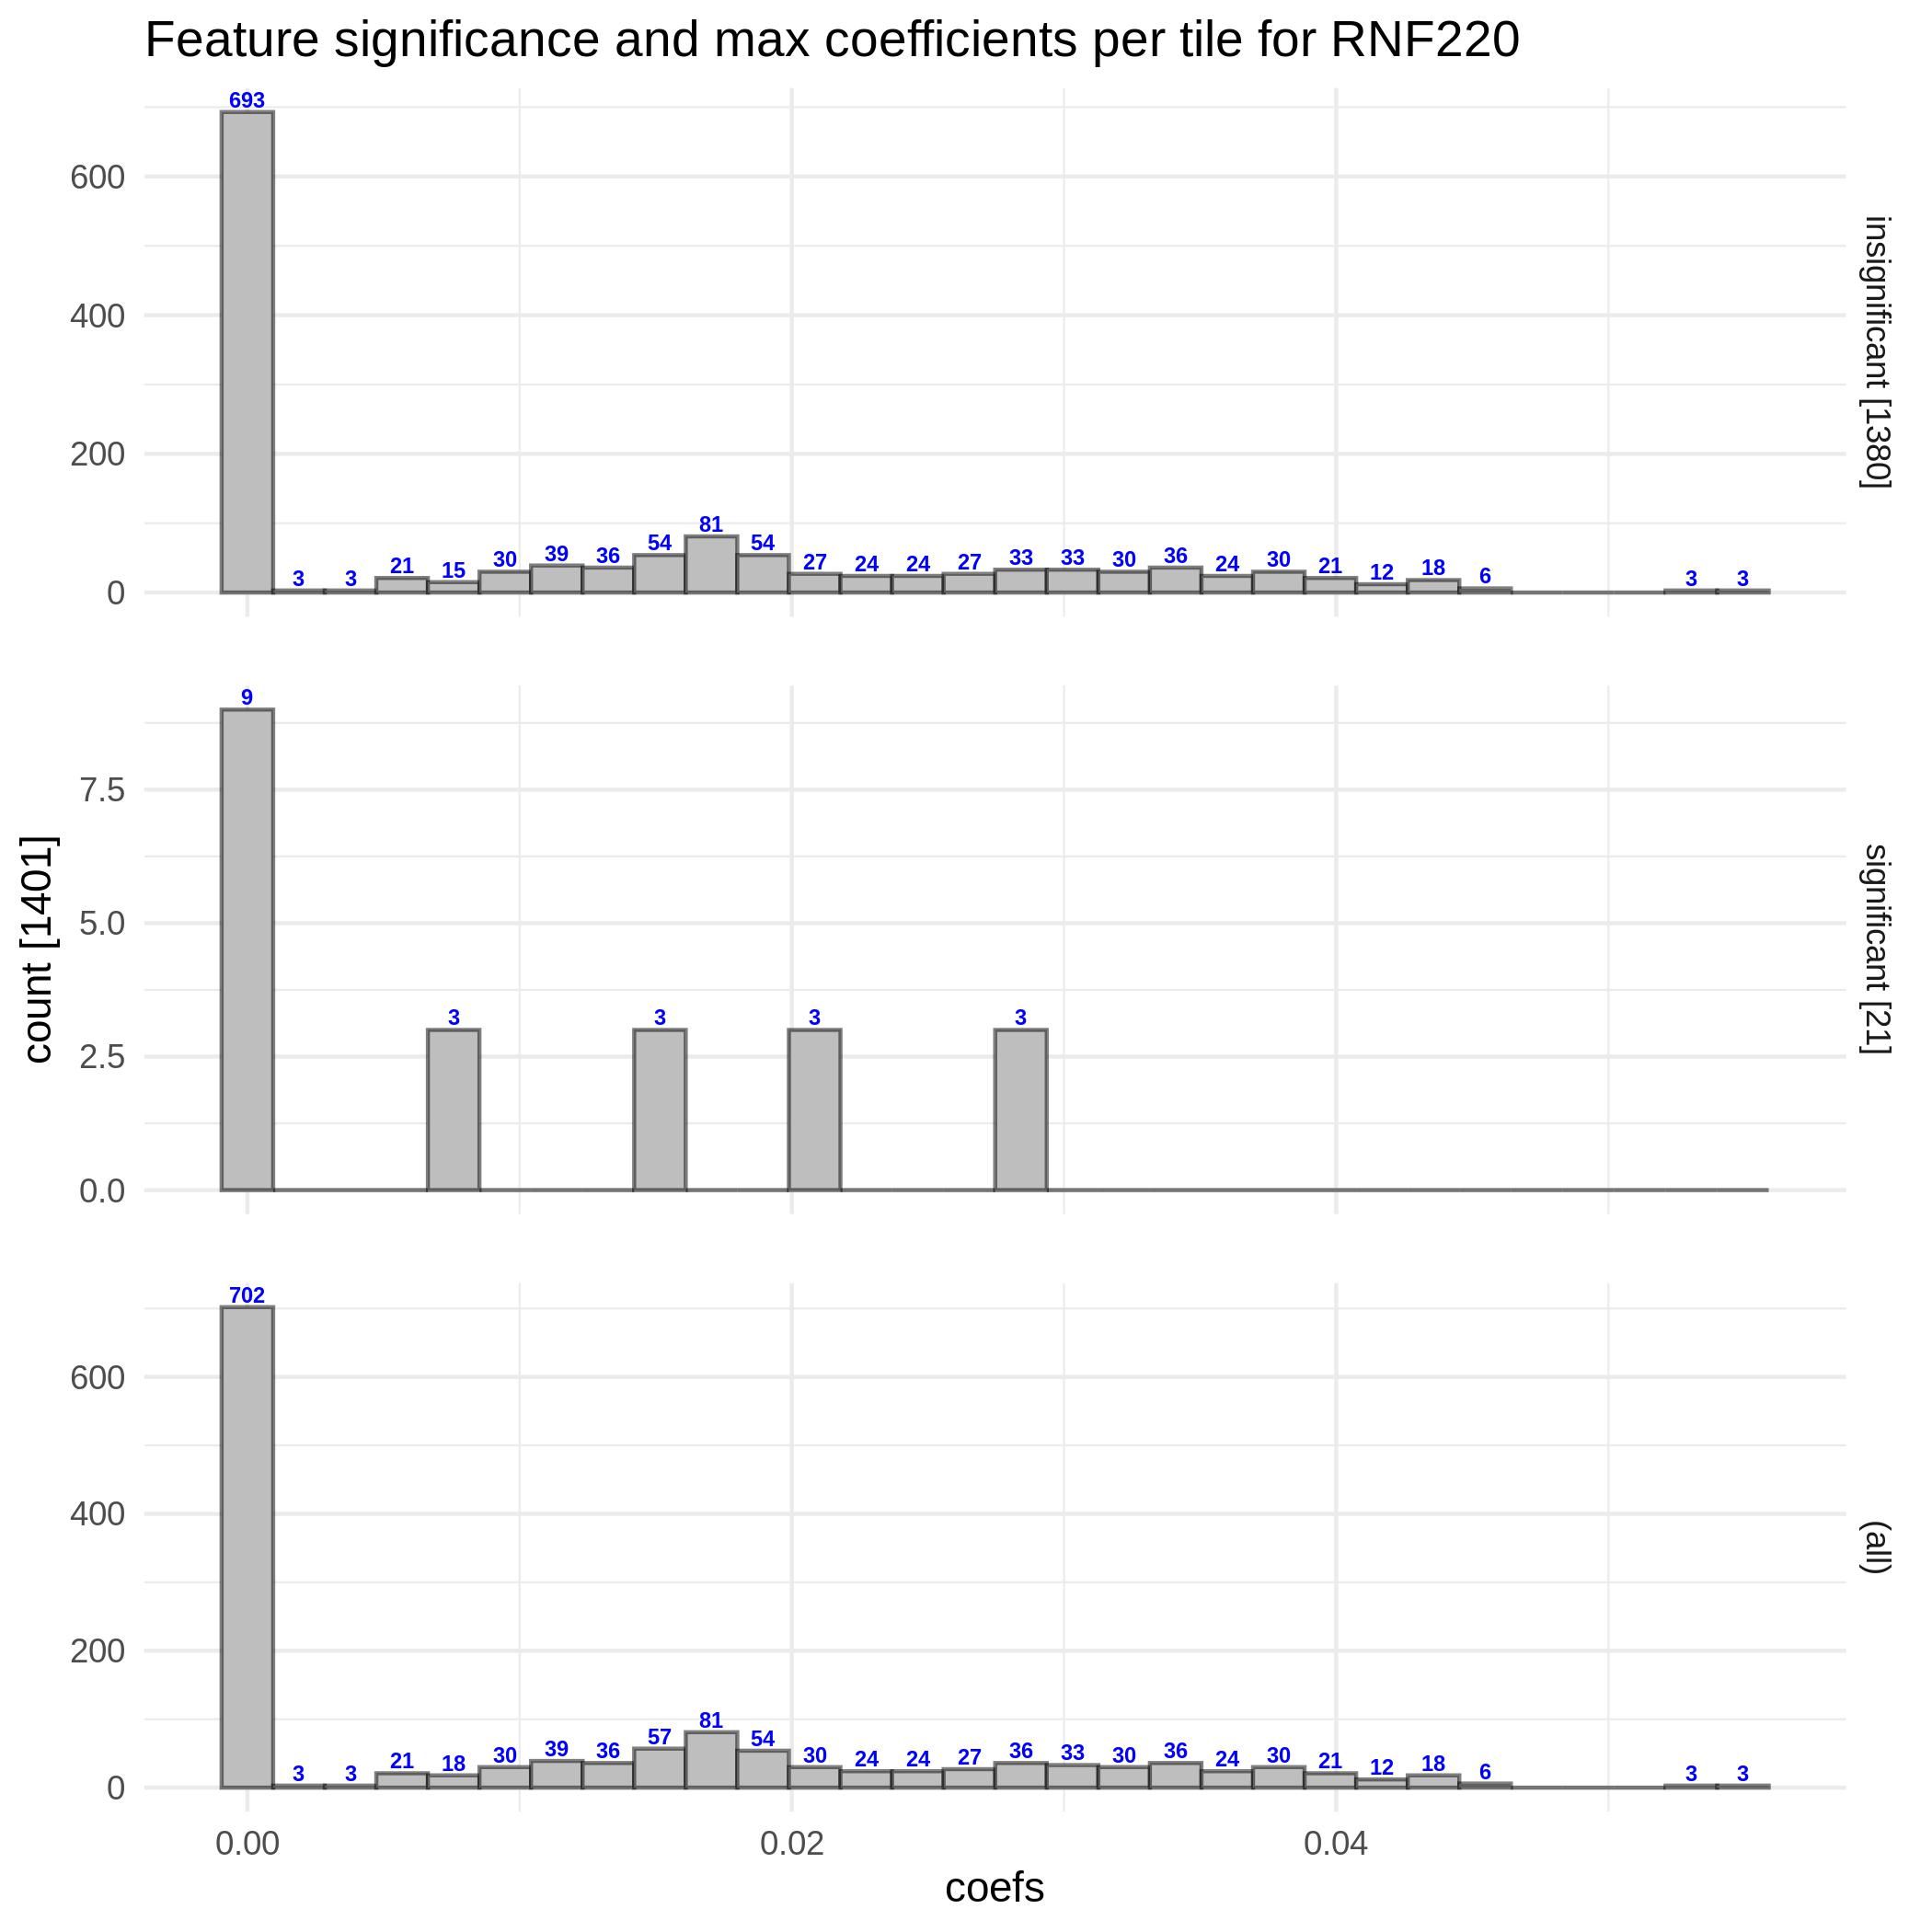 Feature significance and max coefficients per tile for RNF220
693
600
400
200
0
3 3 21 15 30 39 36 54 81 54 27 24 24 27 33 33 30 36 24 30 21 12 18 6 3 3
insignificant [1380]
9
7.5
5.0
2.5
0.0
3 3 3 3
significant [21]
count [1401]
702
600
400
200
0
3 3 21 18 30 39 36 57 81 54 30 24 24 27 36 33 30 36 24 30 21 12 18 6 3 3
(all)
0.00 0.02 0.04
coefs